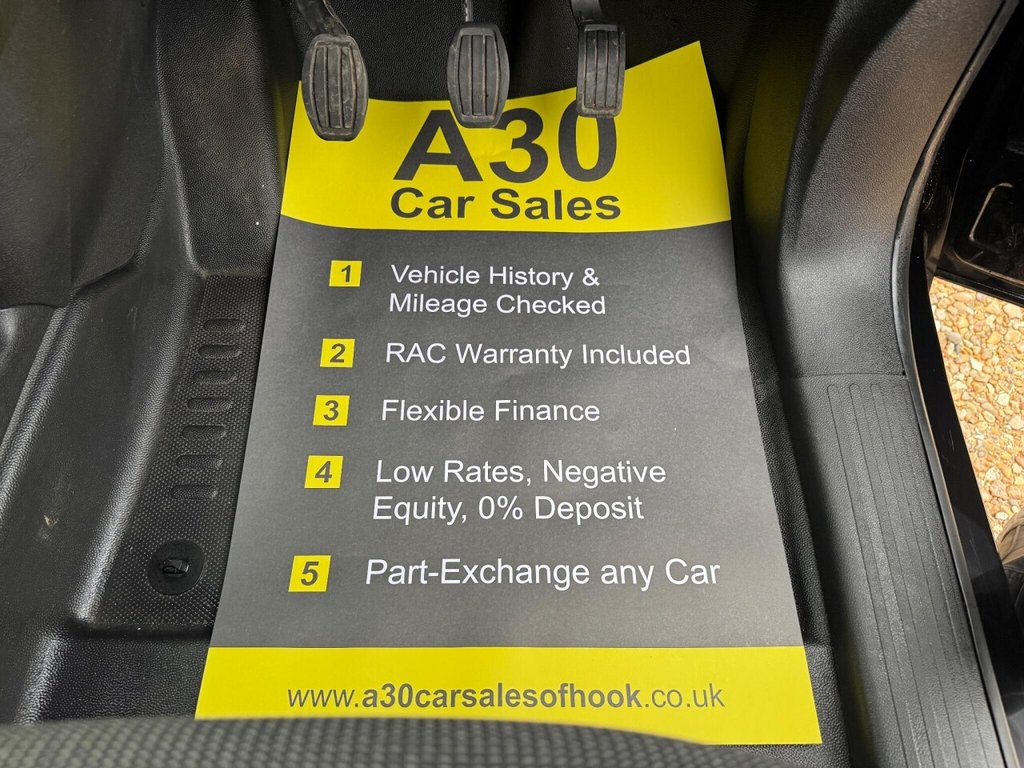 A30
Car Sales
1 Vehicle History &
Mileage Checked
2 RAC Warranty Included
3 Flexible Finance
4 Low Rates, Negative
Equity, 0% Deposit
5 Part-Exchange any Car
www.a30carsalesofhook.co.uk